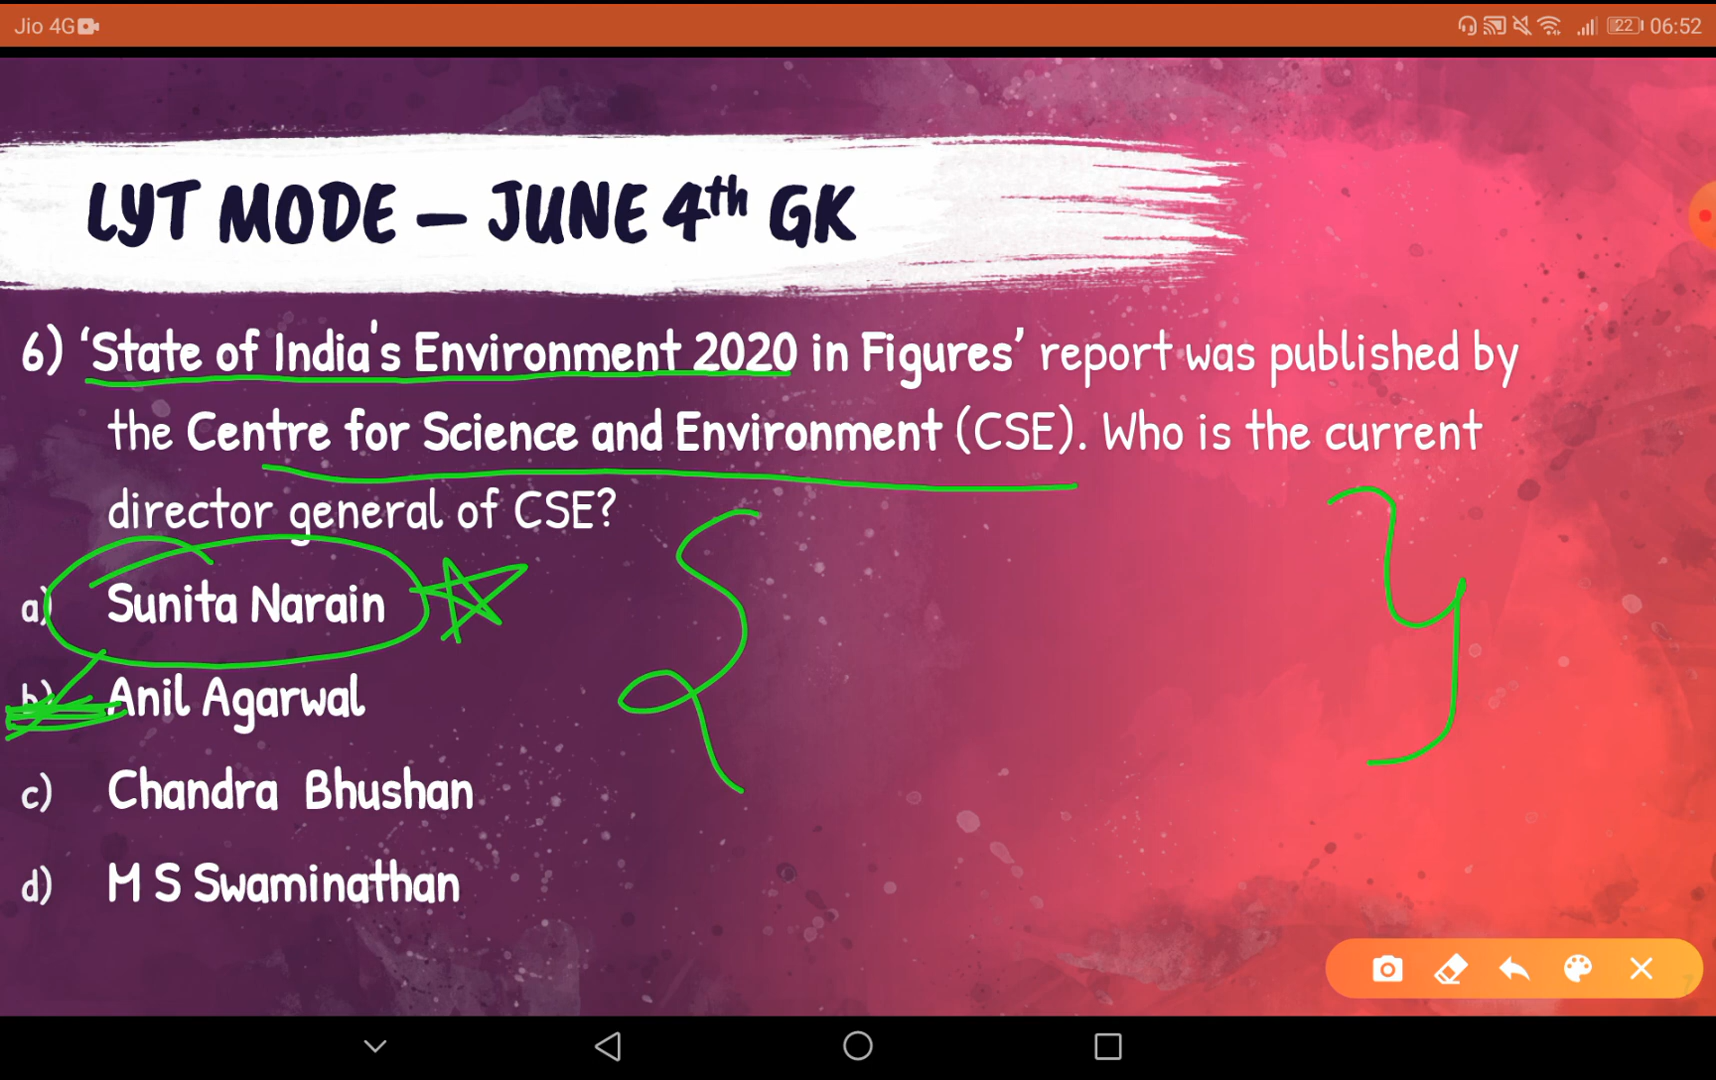 Jio 4G
22 06:52
LYT MODE – JUNE 4th GK
6) ‘State of India's Environment 2020 in Figures’ report was published by
the Centre for Science and Environment (CSE). Who is the current
director general of CSE?
a) Sunita Narain
b) Anil Agarwal
c) Chandra Bhushan
d) M S Swaminathan